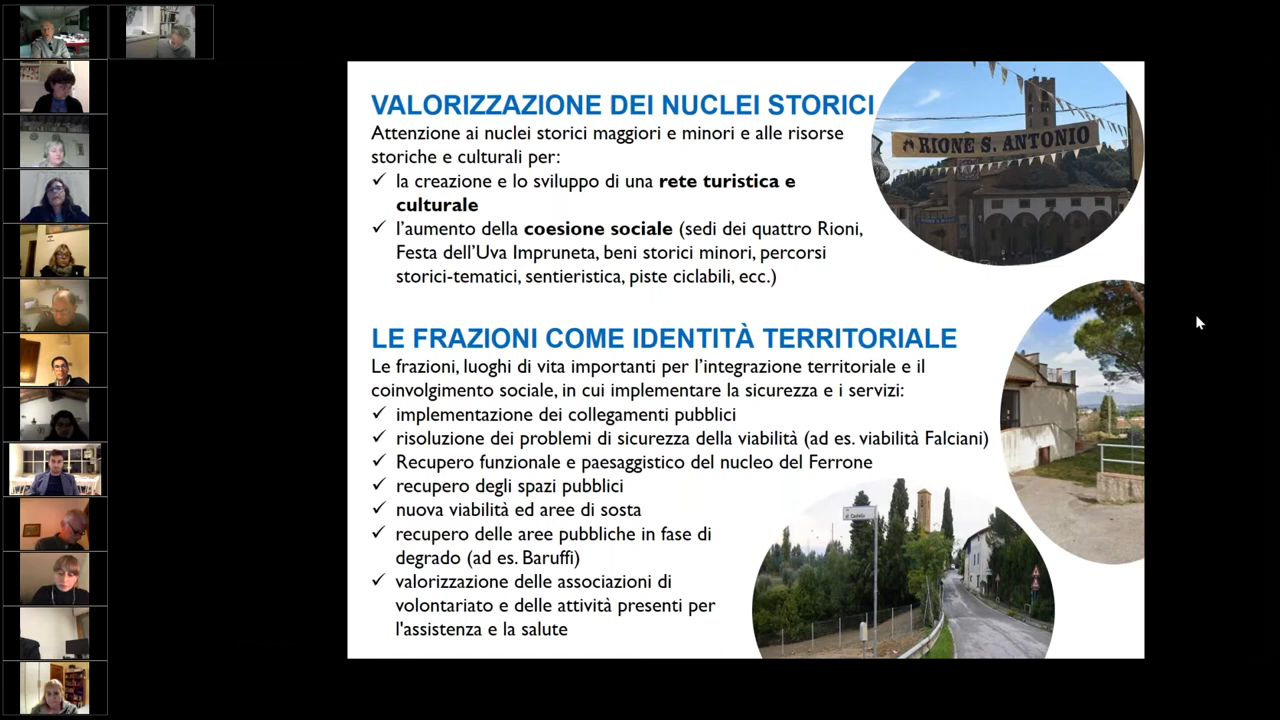 VALORIZZAZIONE DEI NUCLEI STORICI
Attenzione ai nuclei storici maggiori e minori e alle risorse
storiche e culturali per:
✓ la creazione e lo sviluppo di una rete turistica e
culturale
✓ l'aumento della coesione sociale (sedi dei quattro Rioni,
Festa dell'Uva Impruneta, beni storici minori, percorsi
storici-tematici, sentieristica, piste ciclabili, ecc.)
RIONE S. ANTONIO
LE FRAZIONI COME IDENTITÀ TERRITORIALE
Le frazioni, luoghi di vita importanti per l'integrazione territoriale e il
coinvolgimento sociale, in cui implementare la sicurezza e i servizi:
✓ implementazione dei collegamenti pubblici
✓ risoluzione dei problemi di sicurezza della viabilità (ad es. viabilità Falciani)
✓ Recupero funzionale e paesaggistico del nucleo del Ferrone
✓ recupero degli spazi pubblici
✓ nuova viabilità ed aree di sosta
✓ recupero delle aree pubbliche in fase di
degrado (ad es. Baruffi)
✓ valorizzazione delle associazioni di
volontariato e delle attività presenti per
l'assistenza e la salute